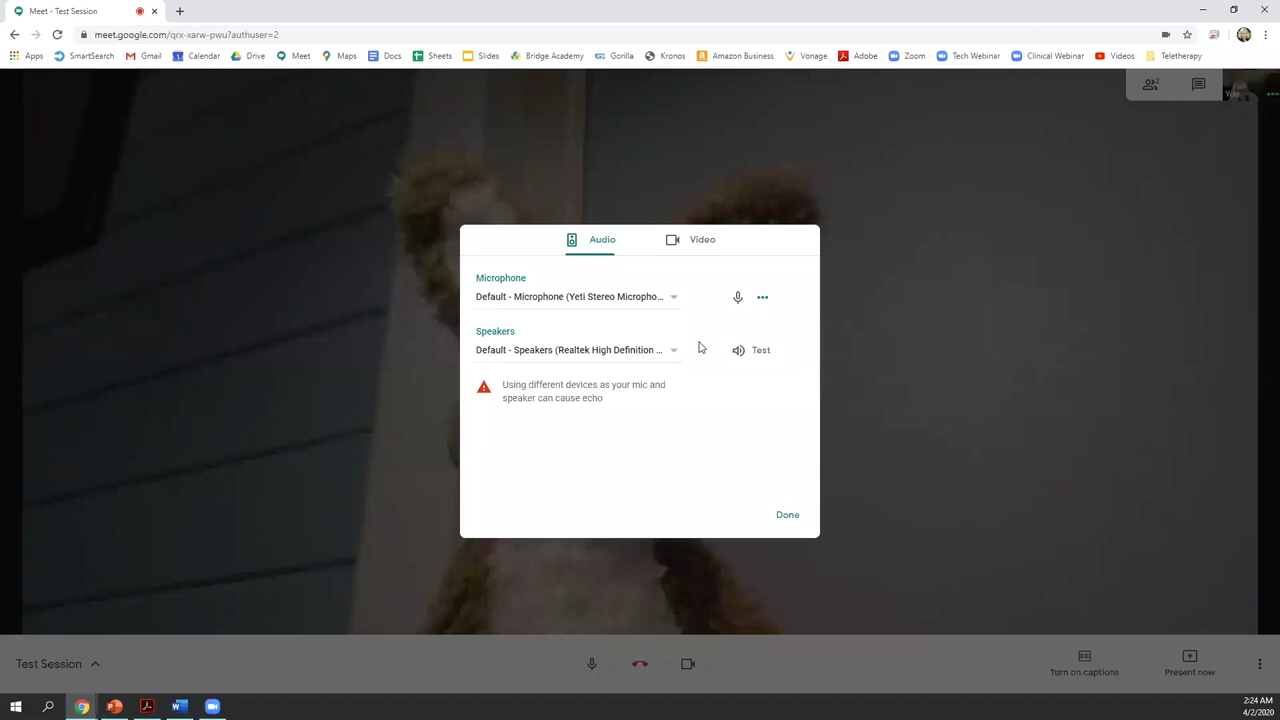 Meet - Test Session
meet.google.com/qrx-xarw-pwu?authuser=2
Apps SmartSearch Gmail Calendar Drive Meet Maps Docs Sheets Slides Bridge Academy Gorilla Kronos Amazon Business Vonage Adobe Zoom Tech Webinar Clinical Webinar Videos Teletherapy
2
You
Audio Video
Microphone
Default - Microphone (Yeti Stereo Micropho...
Speakers
Default - Speakers (Realtek High Definition ...
Test
Using different devices as your mic and
speaker can cause echo
Done
Test Session
CC
Turn on captions
Present now
2:24 AM
4/2/2020